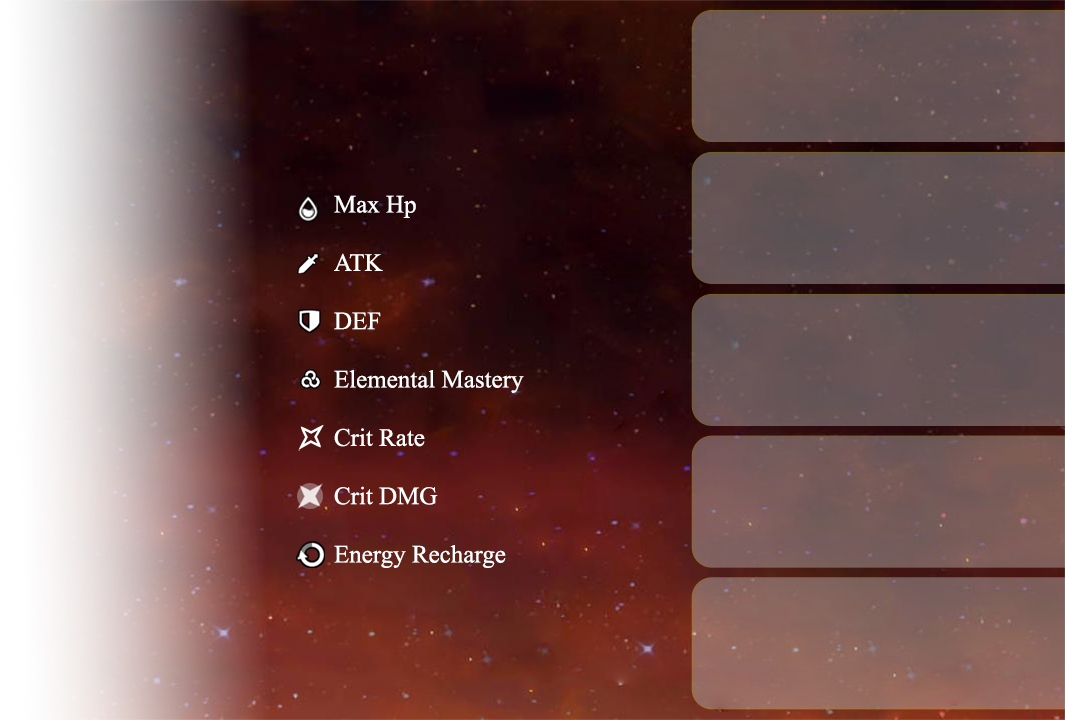 Max Hp
ATK
DEF
Elemental Mastery
Crit Rate
Crit DMG
Energy Recharge